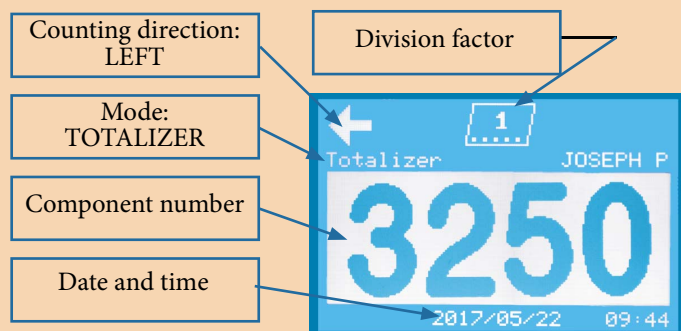 Counting direction:
LEFT
Division factor
Mode:
TOTALIZER
Component number
Date and time
1
Totalizer JOSEPH P
3250
2017/05/22 09:44